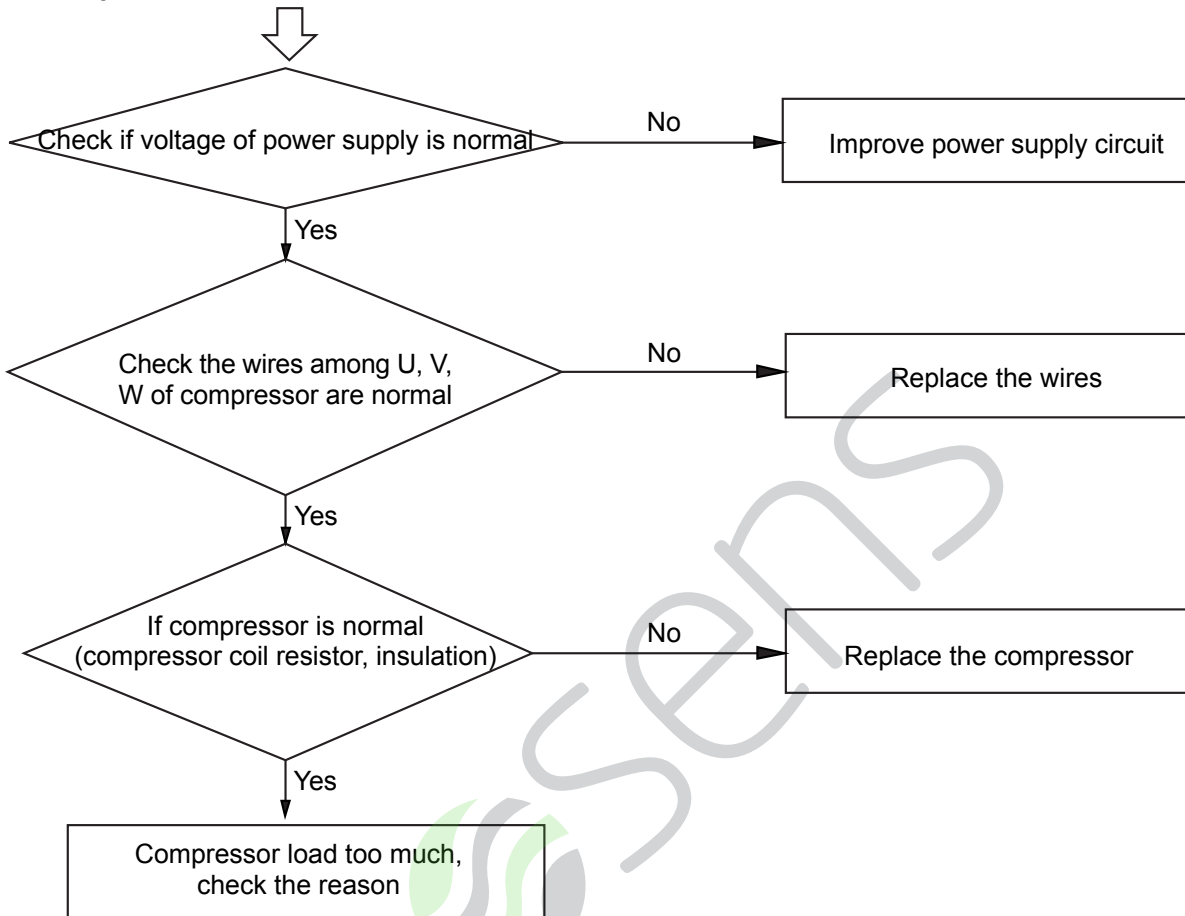 Check if voltage of power supply is normal
No
Improve power supply circuit
Yes
Check the wires among U, V,
W of compressor are normal
No
Replace the wires
Yes
If compressor is normal
(compressor coil resistor, insulation)
No
Replace the compressor
Yes
Compressor load too much,
check the reason
sens